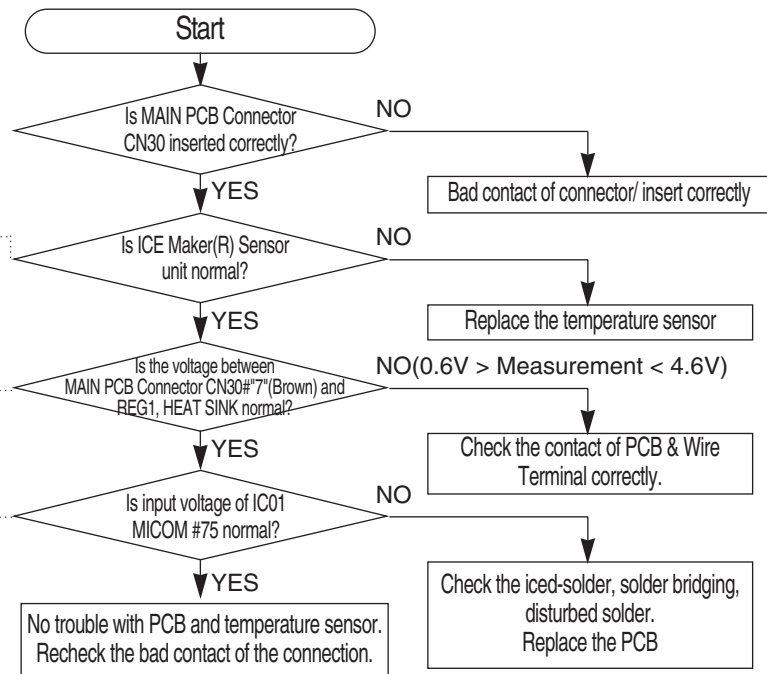 Start
Is MAIN PCB Connector
CN30 inserted correctly?
NO
YES
Bad contact of connector/ insert correctly
Is ICE Maker(R) Sensor
unit normal?
NO
YES
Replace the temperature sensor
Is the voltage between
MAIN PCB Connector CN30#"7"(Brown) and
REG1, HEAT SINK normal?
NO(0.6V > Measurement < 4.6V)
YES
Check the contact of PCB & Wire
Terminal correctly.
Is input voltage of IC01
MICOM #75 normal?
NO
YES
Check the iced-solder, solder bridging,
disturbed solder.
Replace the PCB
No trouble with PCB and temperature sensor.
Recheck the bad contact of the connection.